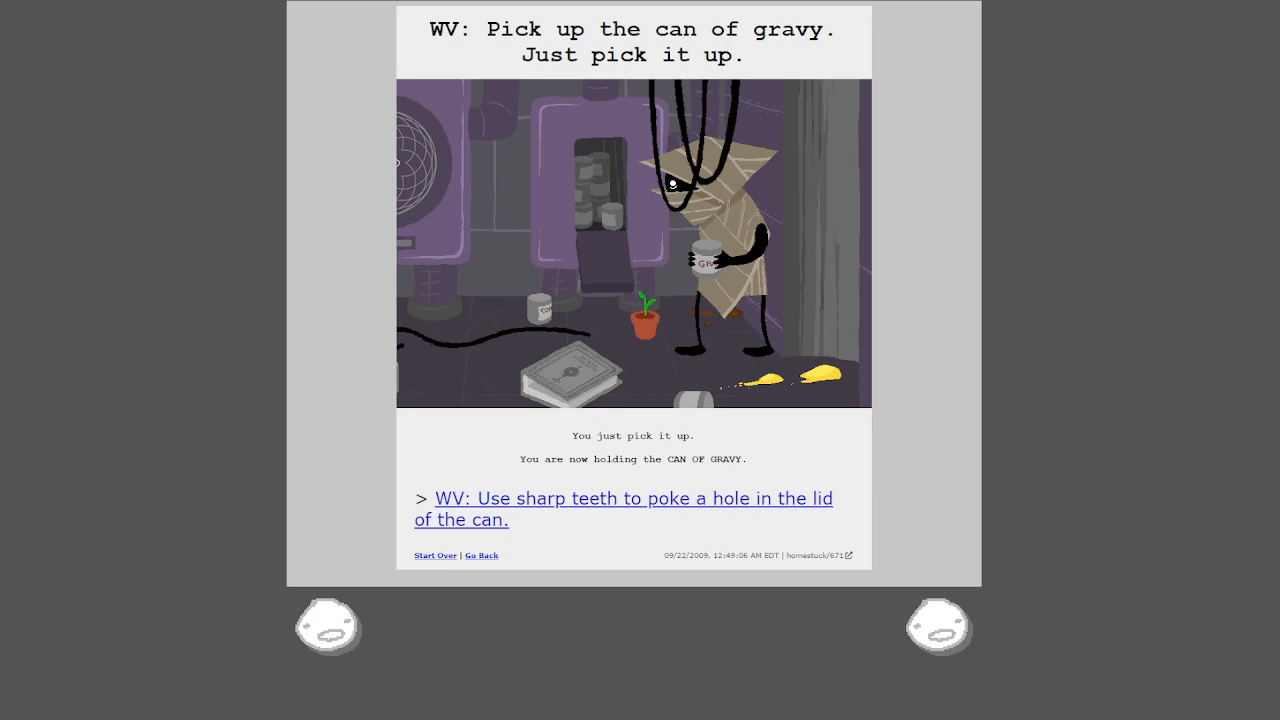 WV: Pick up the can of gravy.
Just pick it up.
GRA
You just pick it up.
You are now holding the CAN OF GRAVY.
> WV: Use sharp teeth to poke a hole in the lid
of the can.
Start Over | Go Back
09/22/2009, 12:49:06 AM EDT | homestuck/671